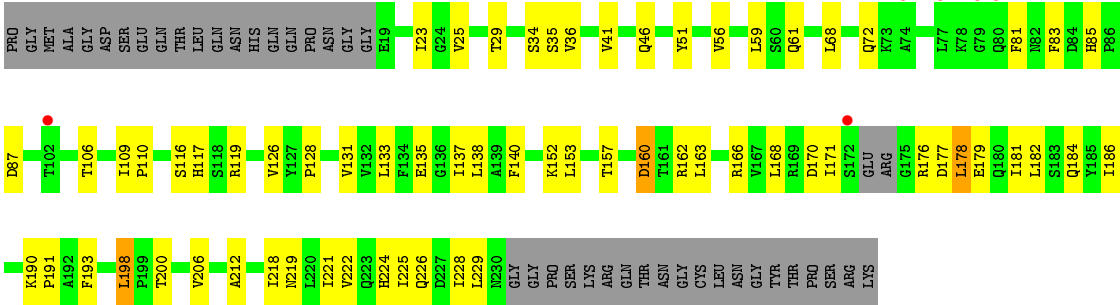 PRO GLY MET ALA GLY ASP SER GLU GLN THR LEU GLN ASN HIS GLN GLN PRO ASN GLY GLY E19 I23 G24 V25 T29 S34 S35 V36 V41 Q46 Y51 V56 L59 S60 Q61 L68 Q72 K73 A74 L77 K78 G79 Q80 F81 N82 F83 D84 H85 P86
D87 T102 T106 I109 P110 S116 H117 S118 R119 V126 Y127 P128 V131 V132 L133 F134 E135 G136 I137 L138 A139 F140 K152 L153 T157 D160 T161 R162 L163 R166 V167 L168 R169 D170 I171 S172 GLU ARG G175 R176 D177 L178 E179 Q180 I181 L182 S183 Q184 Y185 I186
K190 P191 A192 F193 L198 P199 T200 V206 A212 I218 N219 L220 I221 V222 Q223 H224 I225 Q226 D227 I228 L229 N230 GLY GLY PRO SER LYS ARG GLN THR ASN GLY CYS LEU ASN GLY TYR THR PRO SER ARG LYS